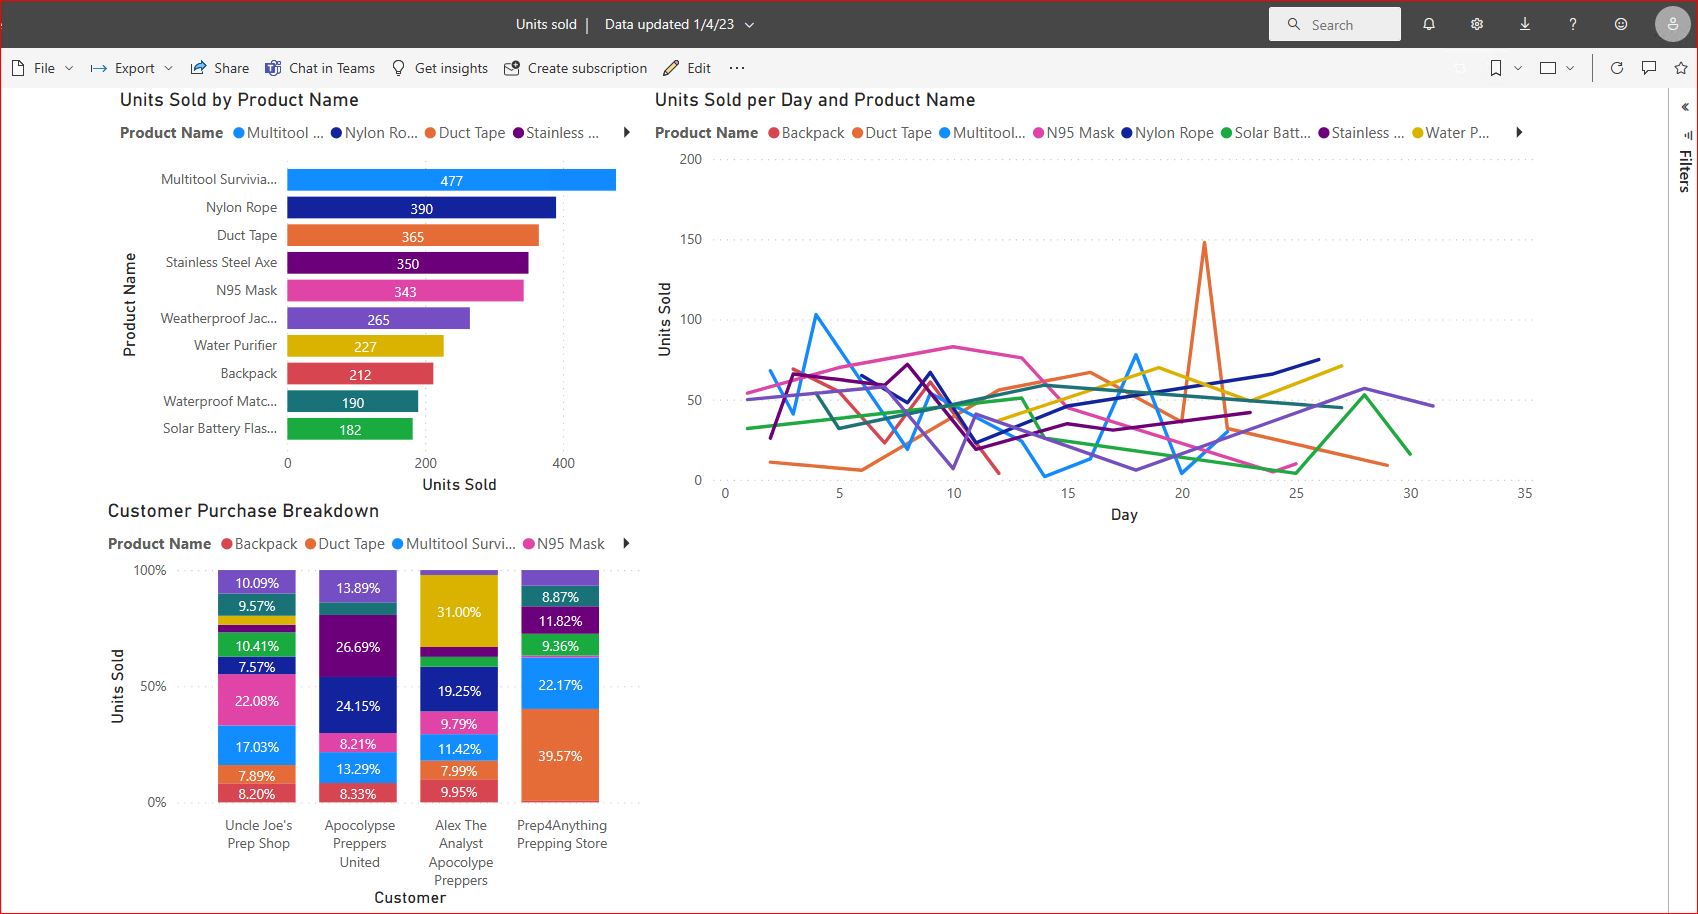 Units sold | Data updated 1/4/23
Search
File Export Share Chat in Teams Get insights Create subscription Edit ...
Units Sold by Product Name
Product Name Multitool ... Nylon Ro... Duct Tape Stainless ...
Product Name
Multitool Survivia... 477
Nylon Rope 390
Duct Tape 365
Stainless Steel Axe 350
N95 Mask 343
Weatherproof Jac... 265
Water Purifier 227
Backpack 212
Waterproof Matc... 190
Solar Battery Flas... 182
0 200 400
Units Sold
Units Sold per Day and Product Name
Product Name Backpack Duct Tape Multitool... N95 Mask Nylon Rope Solar Batt... Stainless ... Water P...
Units Sold
200
150
100
50
0
0 5 10 15 20 25 30 35
Day
Filters
Customer Purchase Breakdown
Product Name Backpack Duct Tape Multitool Survi... N95 Mask
Units Sold
100%
50%
0%
10.09%
9.57%
10.41%
7.57%
22.08%
17.03%
7.89%
8.20%
13.89%
26.69%
24.15%
8.21%
13.29%
8.33%
31.00%
19.25%
9.79%
11.42%
7.99%
9.95%
8.87%
11.82%
9.36%
22.17%
39.57%
Uncle Joe's
Prep Shop
Apocolypse
Preppers
United
Alex The
Analyst
Apocolype
Preppers
Prep4Anything
Prepping Store
Customer